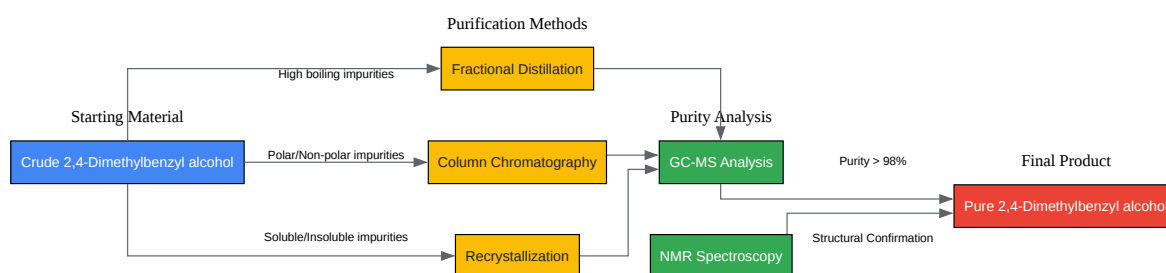 Purification Methods
Fractional Distillation
High boiling impurities
Starting Material
Purity Analysis
Crude 2,4-Dimethylbenzyl alcohol
Polar/Non-polar impurities
Column Chromatography
GC-MS Analysis
Purity > 98%
Final Product
Pure 2,4-Dimethylbenzyl alcohol
Soluble/Insoluble impurities
Recrystallization
NMR Spectroscopy
Structural Confirmation